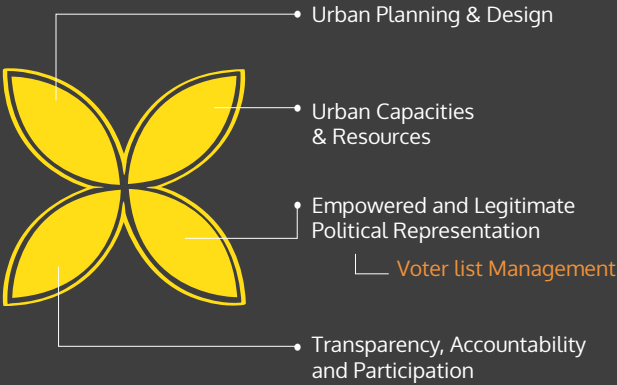 Urban Planning & Design
Urban Capacities
& Resources
Empowered and Legitimate
Political Representation
Voter list Management
Transparency, Accountability
and Participation